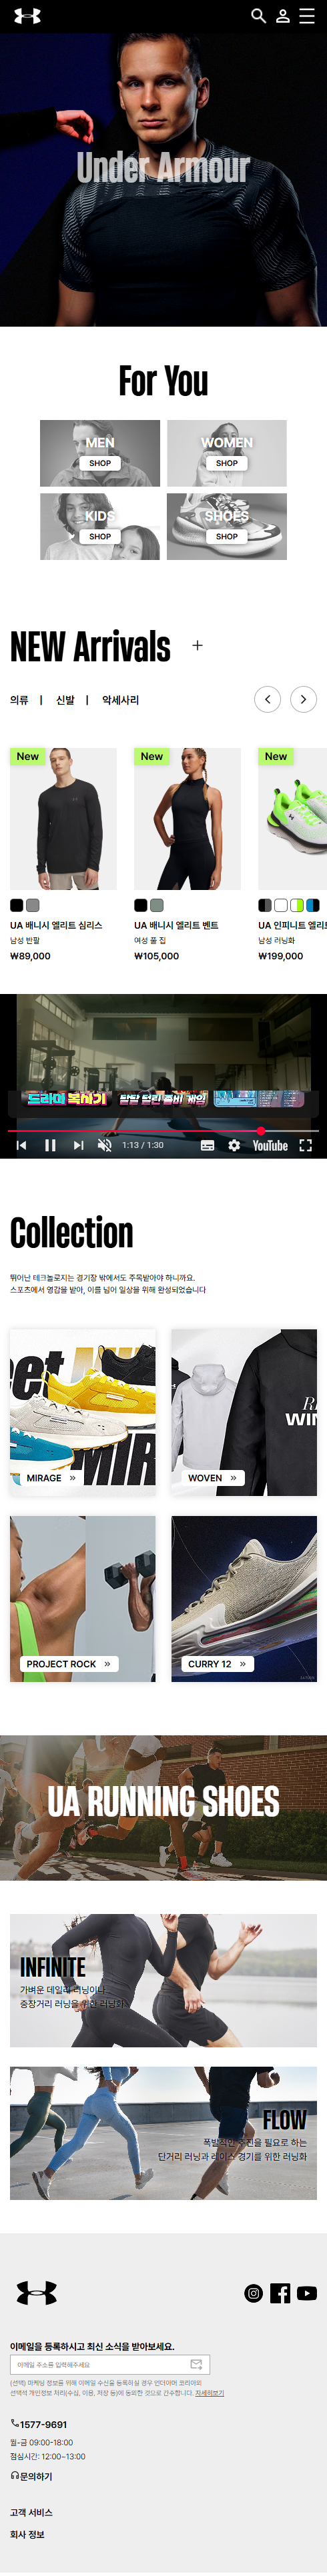 Under Armour
For You
MEN
SHOP
WOMEN
SHOP
KIDS
SHOP
SHOES
SHOP
NEW Arrivals +
의류 | 신발 | 악세사리
New
New
New
UA 배니시 엘리트 심리스
남성 반팔
₩89,000
UA 배니시 엘리트 벤트
여성 풀 집
₩105,000
UA 인피니트 엘리트
남성 러닝화
₩199,000
드라마 복사기
1:13 / 1:30
YouTube
Collection
뛰어난 테크놀로지는 경기장 밖에서도 주목받아야 하니까요.
스포츠에서 영감을 받아, 이를 넘어 일상을 위해 완성되었습니다
MIRAGE »
WOVEN »
PROJECT ROCK »
CURRY 12 »
UA RUNNING SHOES
INFINITE
가벼운 데일리 러닝이나
중장거리 러닝을 위한 러닝화
FLOW
폭발적인 추진을 필요로 하는
단거리 러닝과 레이스 경기를 위한 러닝화
이메일을 등록하시고 최신 소식을 받아보세요.
이메일 주소를 입력해주세요
(선택) 마케팅 정보를 위해 이메일 수신을 등록하실 경우 언더아머 코리아의
선택적 개인정보 처리(수집, 이용, 저장 등)에 동의한 것으로 간주합니다. 자세히보기
1577-9691
월-금 09:00-18:00
점심시간: 12:00~13:00
문의하기
고객 서비스
회사 정보